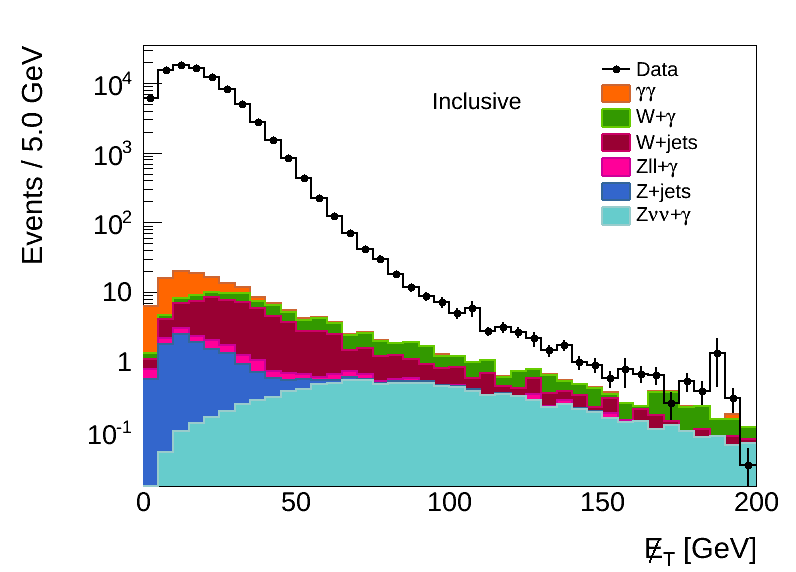 Events / 5.0 GeV
10⁴
10³
10²
10
1
10⁻¹
Inclusive
Data
γγ
W+γ
W+jets
Zll+γ
Z+jets
Zνν+γ
0 50 100 150 200
E̸_T [GeV]